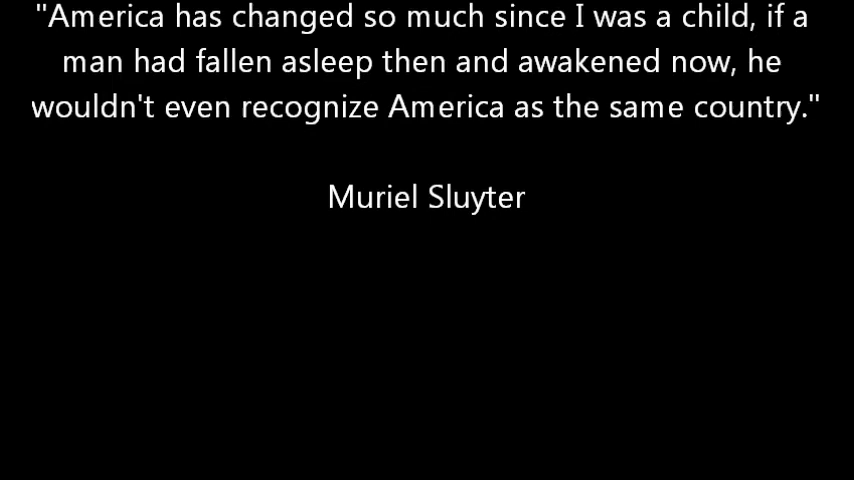 "America has changed so much since I was a child, if a
man had fallen asleep then and awakened now, he
wouldn't even recognize America as the same country."
Muriel Sluyter